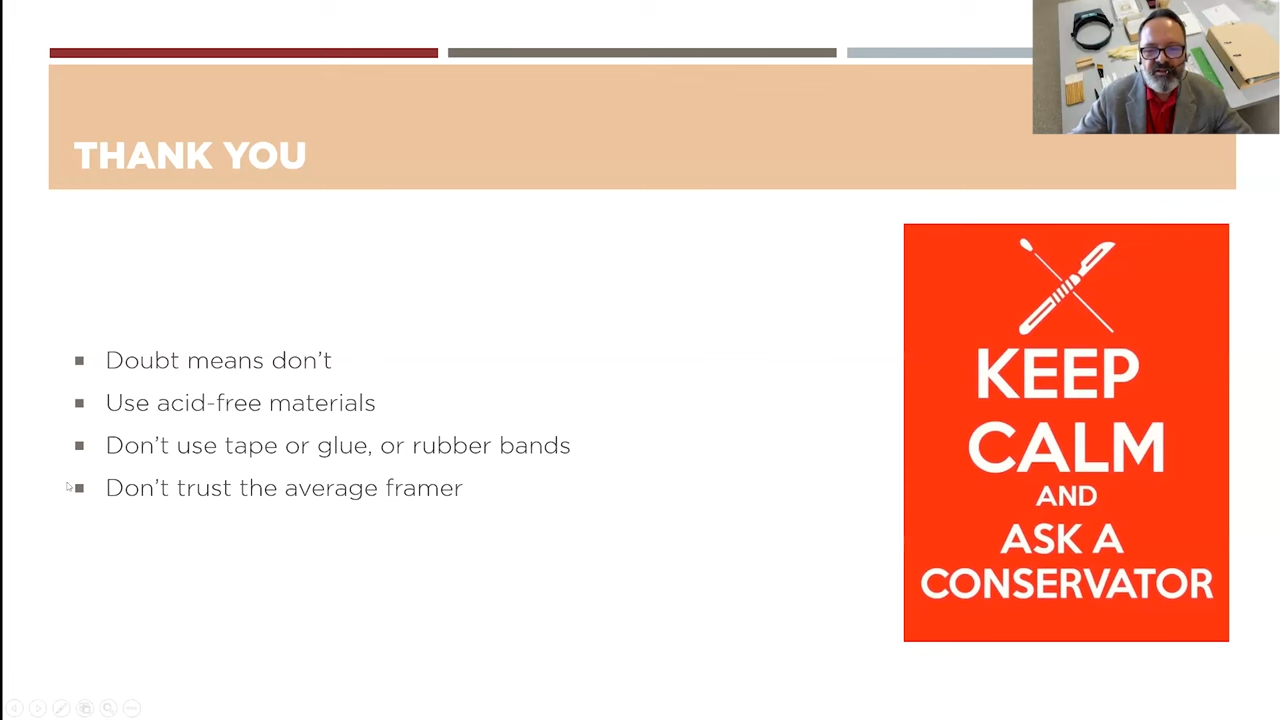 THANK YOU
Doubt means don't
Use acid-free materials
Don't use tape or glue, or rubber bands
Don't trust the average framer
KEEP
CALM
AND
ASK A
CONSERVATOR